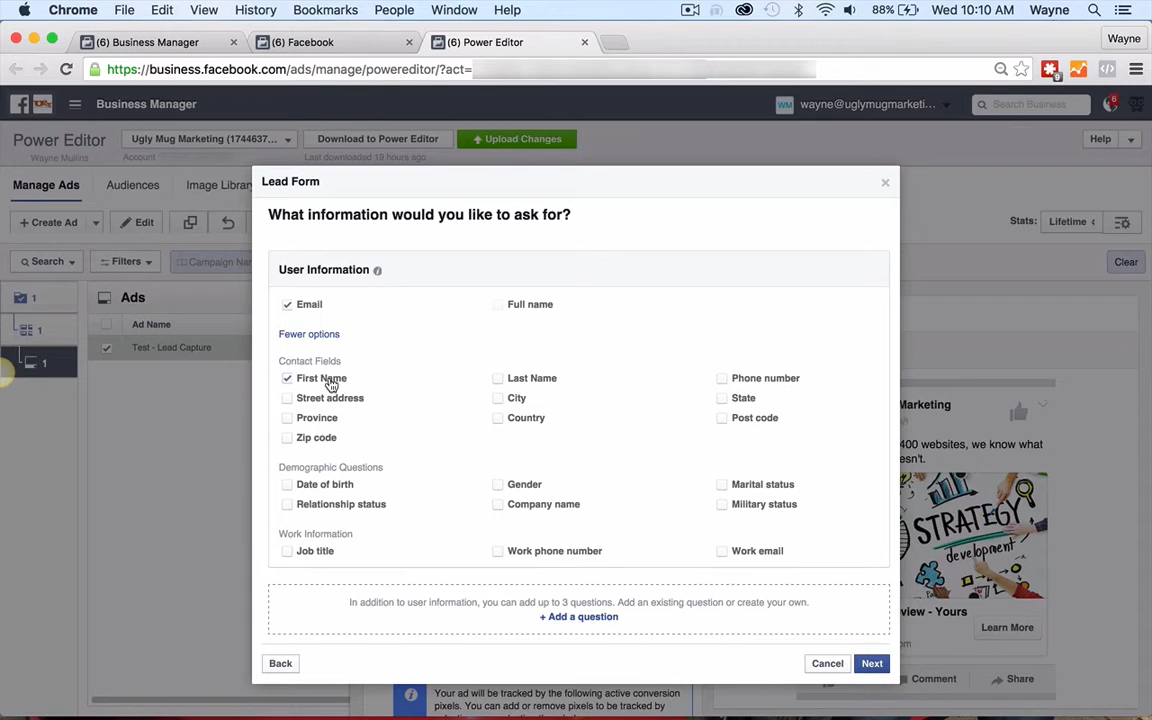 Chrome File Edit View History Bookmarks People Window Help 88% Wed 10:10 AM Wayne
(6) Business Manager (6) Facebook (6) Power Editor Wayne
https://business.facebook.com/ads/manage/powereditor/?act= 9
Business Manager WM wayne@uglymugmarketi... Search Business 6
Power Editor Ugly Mug Marketing (1744637... Download to Power Editor Upload Changes Help
Wayne Mullins Account Last downloaded 19 hours ago
Manage Ads Audiences Image Library
+ Create Ad Edit Stats: Lifetime
Search Filters Campaign Nam Clear
1 Ads
1 Ad Name
1 Test - Lead Capture
Lead Form
What information would you like to ask for?
User Information
Email Full name
Fewer options
Contact Fields
First Name Last Name Phone number
Street address City State
Province Country Post code
Zip code
Demographic Questions
Date of birth Gender Marital status
Relationship status Company name Military status
Work Information
Job title Work phone number Work email
In addition to user information, you can add up to 3 questions. Add an existing question or create your own.
+ Add a question
Back Cancel Next
Marketing
400 websites, we know what
esn't.
STRATEGY
development
view - Yours
Learn More
om
Comment Share
Your ad will be tracked by the following active conversion
pixels. You can add or remove pixels to be tracked by